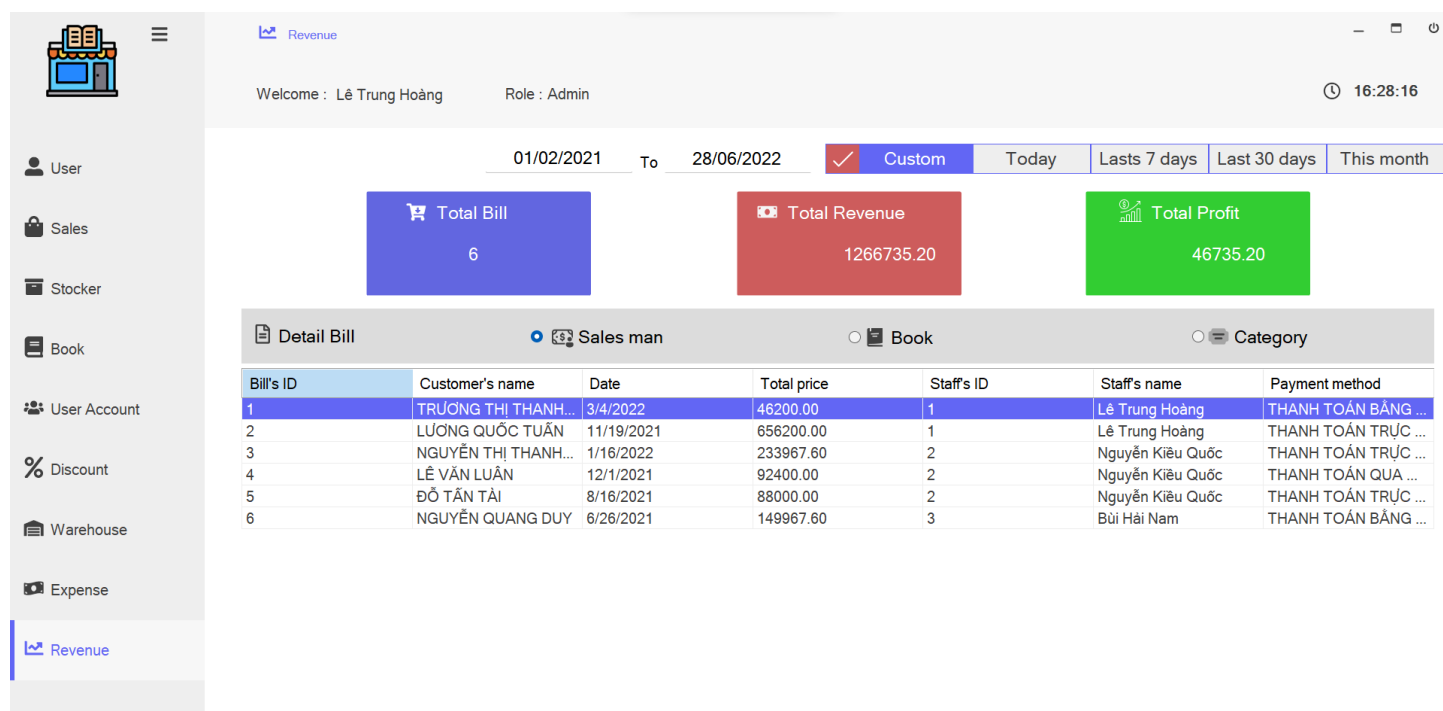 Revenue
Welcome : Lê Trung Hoàng Role : Admin 16:28:16
User
Sales
Stocker
Book
User Account
Discount
Warehouse
Expense
Revenue
01/02/2021 To 28/06/2022 Custom Today Lasts 7 days Last 30 days This month
Total Bill
6
Total Revenue
1266735.20
Total Profit
46735.20
Detail Bill Sales man Book Category
Bill's ID Customer's name Date Total price Staff's ID Staff's name Payment method
1 TRƯƠNG THỊ THANH... 3/4/2022 46200.00 1 Lê Trung Hoàng THANH TOÁN BẰNG ...
2 LƯƠNG QUỐC TUẤN 11/19/2021 656200.00 1 Lê Trung Hoàng THANH TOÁN TRỰC ...
3 NGUYỄN THỊ THANH... 1/16/2022 233967.60 2 Nguyễn Kiều Quốc THANH TOÁN TRỰC ...
4 LÊ VĂN LUÂN 12/1/2021 92400.00 2 Nguyễn Kiều Quốc THANH TOÁN QUA ...
5 ĐỖ TẤN TÀI 8/16/2021 88000.00 2 Nguyễn Kiều Quốc THANH TOÁN TRỰC ...
6 NGUYỄN QUANG DUY 6/26/2021 149967.60 3 Bùi Hải Nam THANH TOÁN BẰNG ...